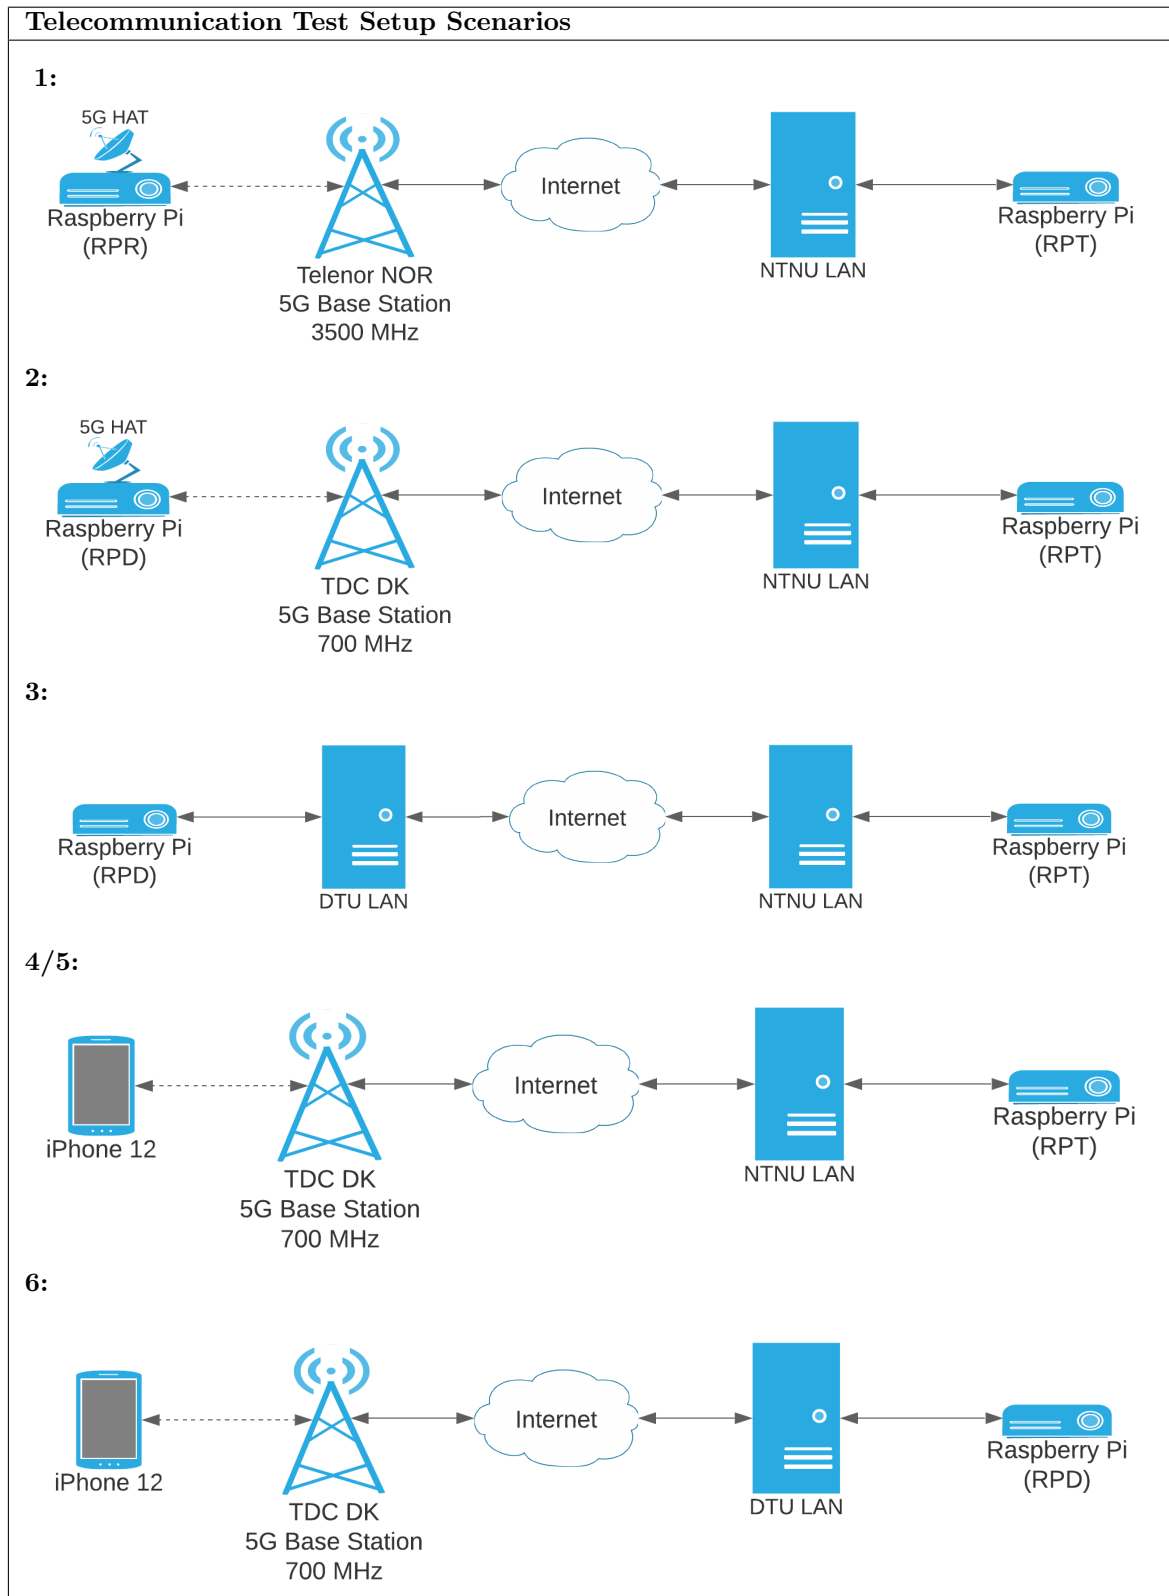 Telecommunication Test Setup Scenarios
1:
5G HAT
Raspberry Pi
(RPR)
Telenor NOR
5G Base Station
3500 MHz
Internet
NTNU LAN
Raspberry Pi
(RPT)
2:
5G HAT
Raspberry Pi
(RPD)
TDC DK
5G Base Station
700 MHz
Internet
NTNU LAN
Raspberry Pi
(RPT)
3:
Raspberry Pi
(RPD)
DTU LAN
Internet
NTNU LAN
Raspberry Pi
(RPT)
4/5:
iPhone 12
TDC DK
5G Base Station
700 MHz
Internet
NTNU LAN
Raspberry Pi
(RPT)
6:
iPhone 12
TDC DK
5G Base Station
700 MHz
Internet
DTU LAN
Raspberry Pi
(RPD)